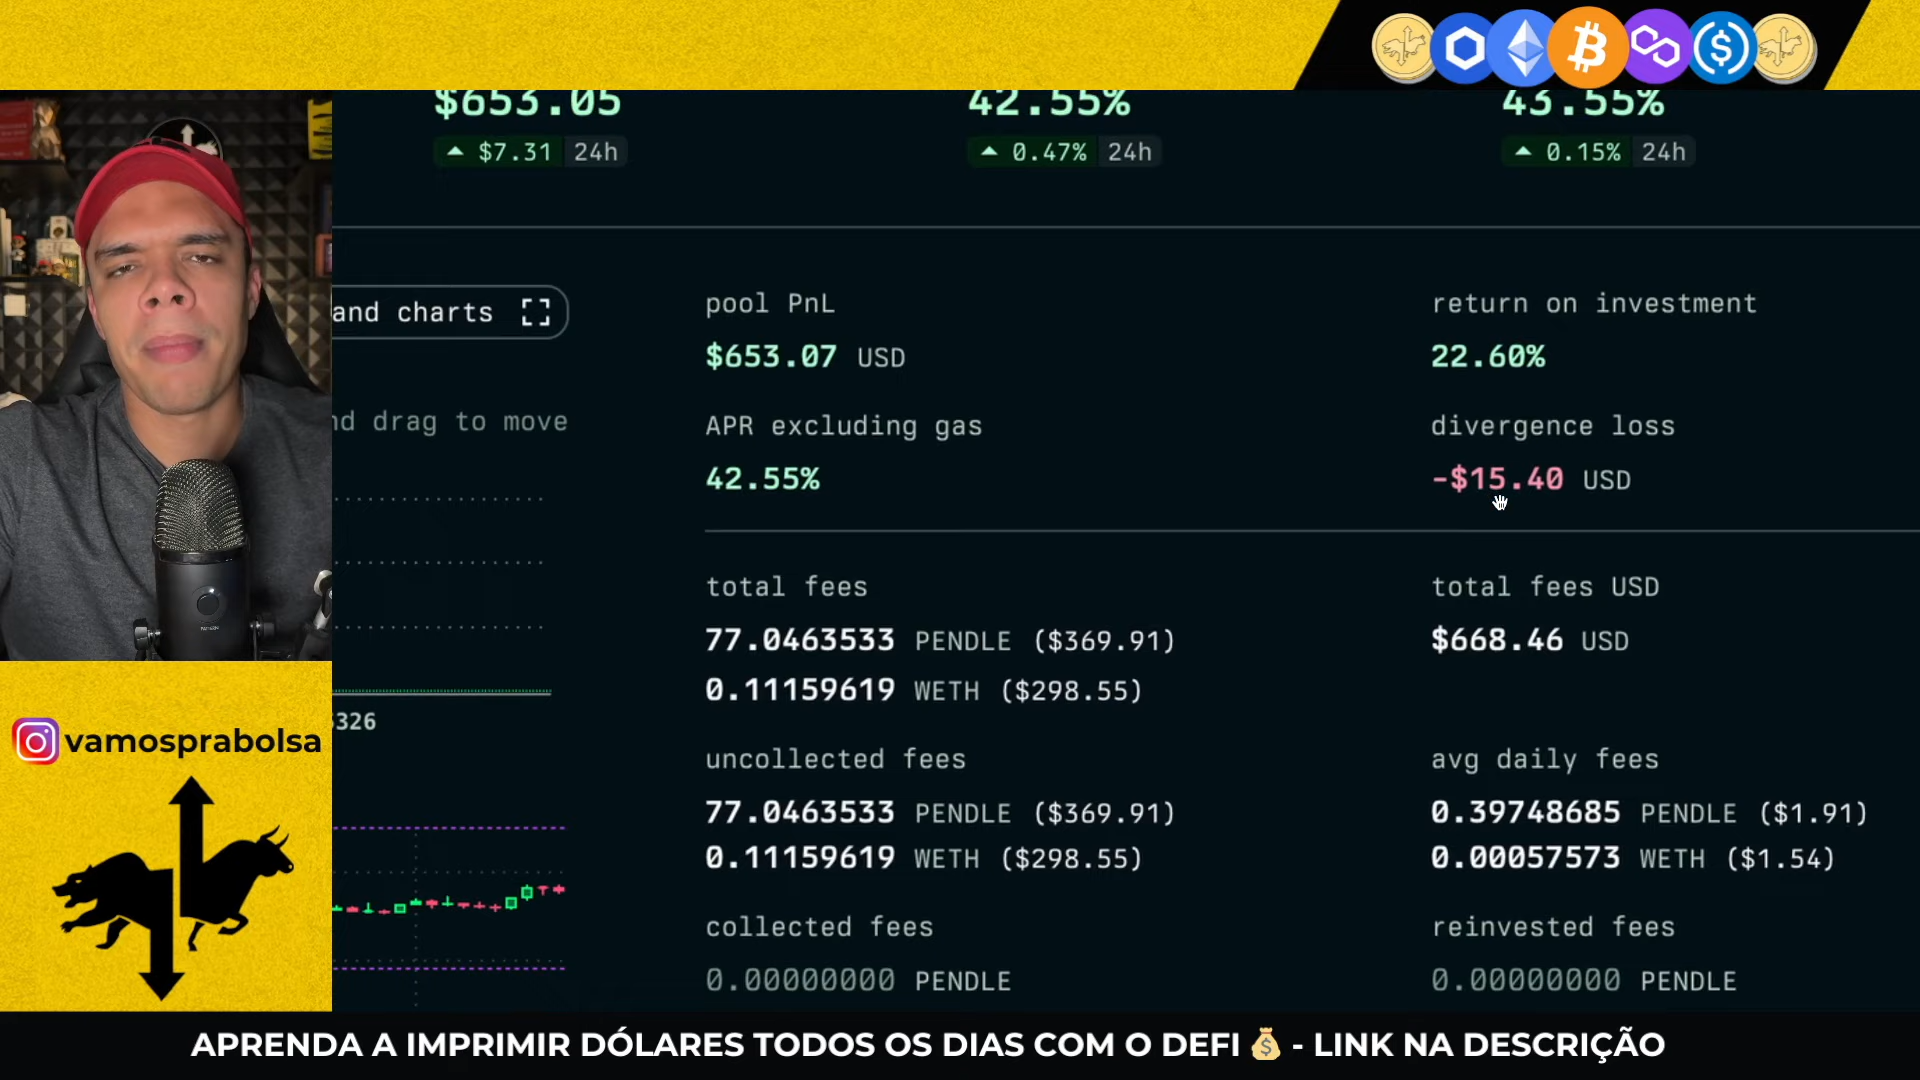 $653.05
42.55%
43.55%
$7.31 24h
0.47% 24h
0.15% 24h
and charts
nd drag to move
326
pool PnL
$653.07 USD
return on investment
22.60%
APR excluding gas
42.55%
divergence loss
-$15.40 USD
total fees
77.0463533 PENDLE ($369.91)
0.11159619 WETH ($298.55)
total fees USD
$668.46 USD
uncollected fees
77.0463533 PENDLE ($369.91)
0.11159619 WETH ($298.55)
avg daily fees
0.39748685 PENDLE ($1.91)
0.00057573 WETH ($1.54)
collected fees
0.00000000 PENDLE
reinvested fees
0.00000000 PENDLE
vamosprabolsa
APRENDA A IMPRIMIR DÓLARES TODOS OS DIAS COM O DEFI 💰 - LINK NA DESCRIÇÃO